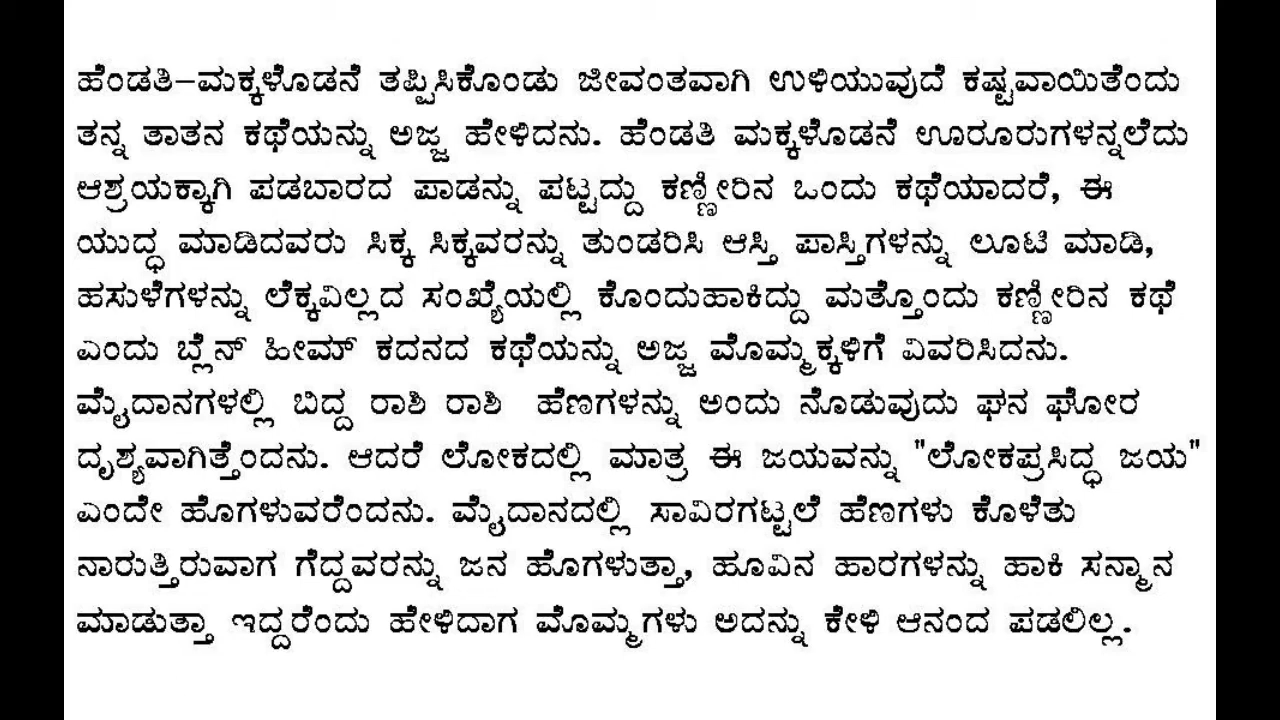 ಹೆಂಡತಿ–ಮಕ್ಕಳೊಡನೆ ತಪ್ಪಿಸಿಕೊಂಡು ಜೀವಂತವಾಗಿ ಉಳಿಯುವುದೆ ಕಷ್ಟವಾಯಿತೆಂದು
ತನ್ನ ತಾತನ ಕಥೆಯನ್ನು ಅಜ್ಜ ಹೇಳಿದನು. ಹೆಂಡತಿ ಮಕ್ಕಳೊಡನೆ ಊರೂರುಗಳನ್ನಲೆದು
ಆಶ್ರಯಕ್ಕಾಗಿ ಪಡಬಾರದ ಪಾಡನ್ನು ಪಟ್ಟದ್ದು ಕಣ್ಣೀರಿನ ಒಂದು ಕಥೆಯಾದರೆ, ಈ
ಯುದ್ಧ ಮಾಡಿದವರು ಸಿಕ್ಕ ಸಿಕ್ಕವರನ್ನು ತುಂಡರಿಸಿ ಆಸ್ತಿ ಪಾಸ್ತಿಗಳನ್ನು ಲೂಟಿ ಮಾಡಿ,
ಹಸುಳೆಗಳನ್ನು ಲೆಕ್ಕವಿಲ್ಲದ ಸಂಖ್ಯೆಯಲ್ಲಿ ಕೊಂದುಹಾಕಿದ್ದು ಮತ್ತೊಂದು ಕಣ್ಣೀರಿನ ಕಥೆ
ಎಂದು ಬ್ಲೆನ್ ಹೀಮ್ ಕದನದ ಕಥೆಯನ್ನು ಅಜ್ಜ ಮೊಮ್ಮಕ್ಕಳಿಗೆ ವಿವರಿಸಿದನು.
ಮೈದಾನಗಳಲ್ಲಿ ಬಿದ್ದ ರಾಶಿ ರಾಶಿ ಹೆಣಗಳನ್ನು ಅಂದು ನೊಡುವುದು ಘನ ಘೋರ
ದೃಶ್ಯವಾಗಿತ್ತೆಂದನು. ಆದರೆ ಲೋಕದಲ್ಲಿ ಮಾತ್ರ ಈ ಜಯವನ್ನು "ಲೋಕಪ್ರಸಿದ್ಧ ಜಯ"
ಎಂದೇ ಹೊಗಳುವರೆಂದನು. ಮೈದಾನದಲ್ಲಿ ಸಾವಿರಗಟ್ಟಲೆ ಹೆಣಗಳು ಕೊಳೆತು
ನಾರುತ್ತಿರುವಾಗ ಗೆದ್ದವರನ್ನು ಜನ ಹೊಗಳುತ್ತಾ, ಹೂವಿನ ಹಾರಗಳನ್ನು ಹಾಕಿ ಸನ್ಮಾನ
ಮಾಡುತ್ತಾ ಇದ್ದರೆಂದು ಹೇಳಿದಾಗ ಮೊಮ್ಮಗಳು ಅದನ್ನು ಕೇಳಿ ಆನಂದ ಪಡಲಿಲ್ಲ.